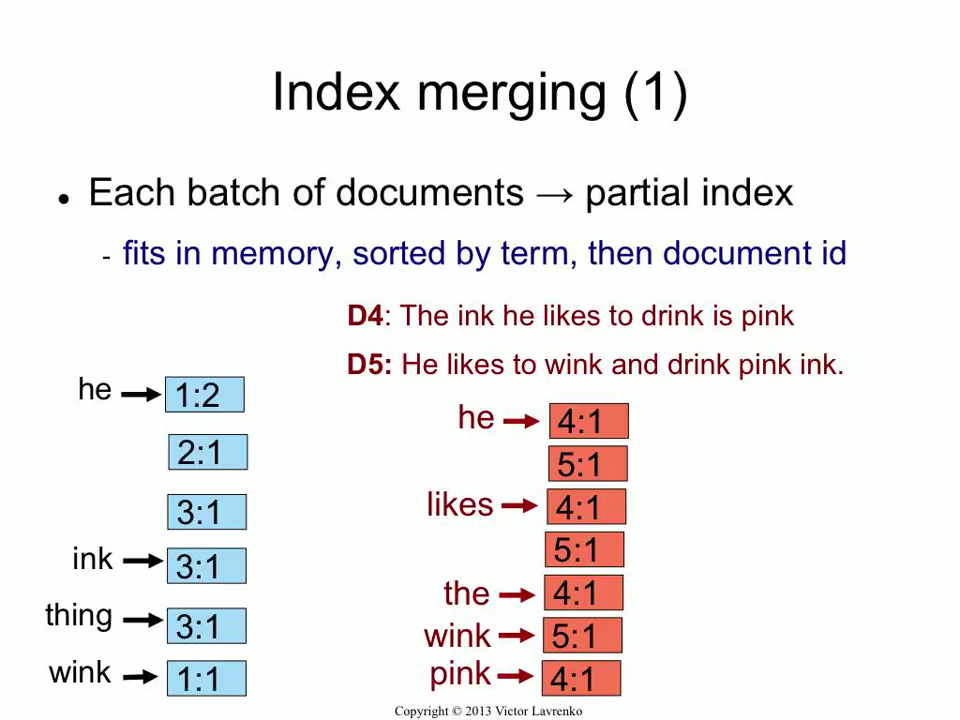 Index merging (1)
● Each batch of documents → partial index
- fits in memory, sorted by term, then document id
D4: The ink he likes to drink is pink
D5: He likes to wink and drink pink ink.
he 1:2
2:1
3:1
ink 3:1
thing 3:1
wink 1:1
he 4:1
5:1
likes 4:1
5:1
the 4:1
wink 5:1
pink 4:1
Copyright © 2013 Victor Lavrenko